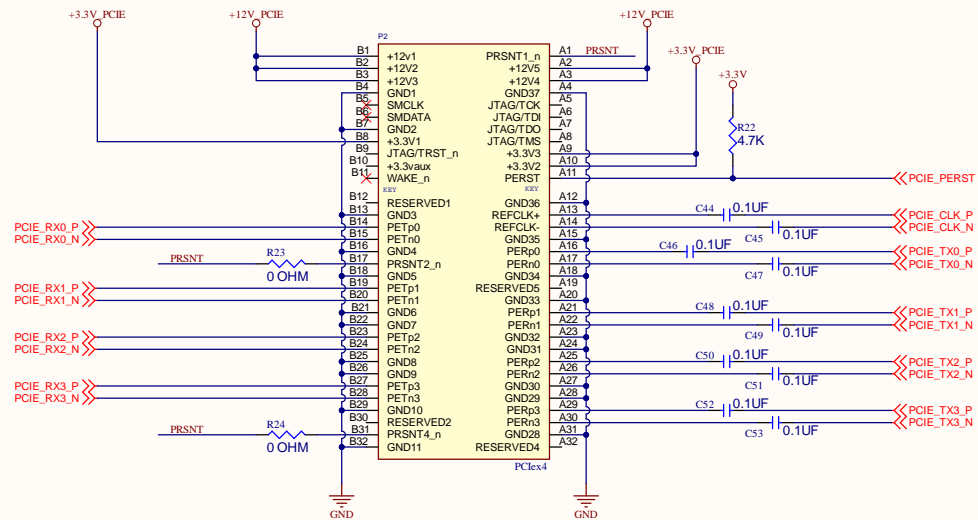 +3.3V_PCIE
+12V_PCIE
+12V_PCIE
+3.3V_PCIE
+3.3V
P2
B1 +12v1 PRSNT1_n A1 PRSNT
B2 +12V2 +12V5 A2
B3 +12V3 +12V4 A3
B4 GND1 GND37 A4
B5 SMCLK JTAG/TCK A5
B6 SMDATA JTAG/TDI A6
B7 GND2 JTAG/TDO A7
B8 +3.3V1 JTAG/TMS A8
B9 JTAG/TRST_n +3.3V3 A9
B10 +3.3vaux +3.3V2 A10
B11 WAKE_n PERST A11 PCIE_PERST
R22
4.7K
KEY KEY
B12 RESERVED1 GND36 A12
B13 GND3 REFCLK+ A13 C44 0.1UF PCIE_CLK_P
PCIE_RX0_P B14 PETp0 REFCLK- A14 C45 0.1UF PCIE_CLK_N
PCIE_RX0_N B15 PETn0 GND35 A15
B16 GND4 PERp0 A16 C46 0.1UF PCIE_TX0_P
PRSNT R23 0 OHM B17 PRSNT2_n PERn0 A17 C47 0.1UF PCIE_TX0_N
B18 GND5 GND34 A18
PCIE_RX1_P B19 PETp1 RESERVED5 A19
PCIE_RX1_N B20 PETn1 GND33 A20
B21 GND6 PERp1 A21 C48 0.1UF PCIE_TX1_P
B22 GND7 PERn1 A22 C49 0.1UF PCIE_TX1_N
PCIE_RX2_P B23 PETp2 GND32 A23
PCIE_RX2_N B24 PETn2 GND31 A24
B25 GND8 PERp2 A25 C50 0.1UF PCIE_TX2_P
B26 GND9 PERn2 A26 C51 0.1UF PCIE_TX2_N
PCIE_RX3_P B27 PETp3 GND30 A27
PCIE_RX3_N B28 PETn3 GND29 A28
B29 GND10 PERp3 A29 C52 0.1UF PCIE_TX3_P
B30 RESERVED2 PERn3 A30 C53 0.1UF PCIE_TX3_N
PRSNT R24 0 OHM B31 PRSNT4_n GND28 A31
B32 GND11 RESERVED4 A32
PCIex4
GND
GND